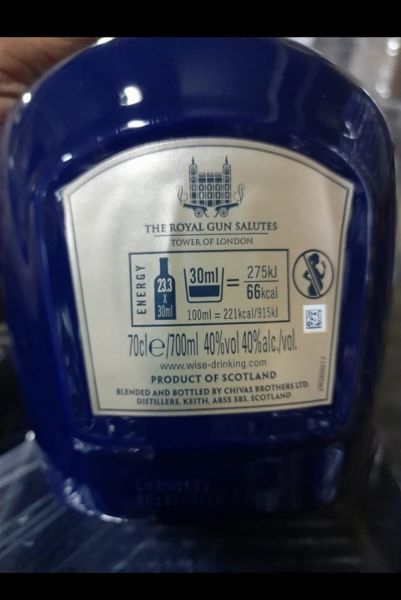 THE ROYAL GUN SALUTES
TOWER OF LONDON
ENERGY
23.3
X
30ml
30ml
=
275kJ
66kcal
100ml = 221kcal/915kJ
70cl e /700ml 40%vol 40%alc./vol.
www.wise-drinking.com
PRODUCT OF SCOTLAND
BLENDED AND BOTTLED BY CHIVAS BROTHERS LTD.
DISTILLERS, KEITH, AB55 5BS, SCOTLAND